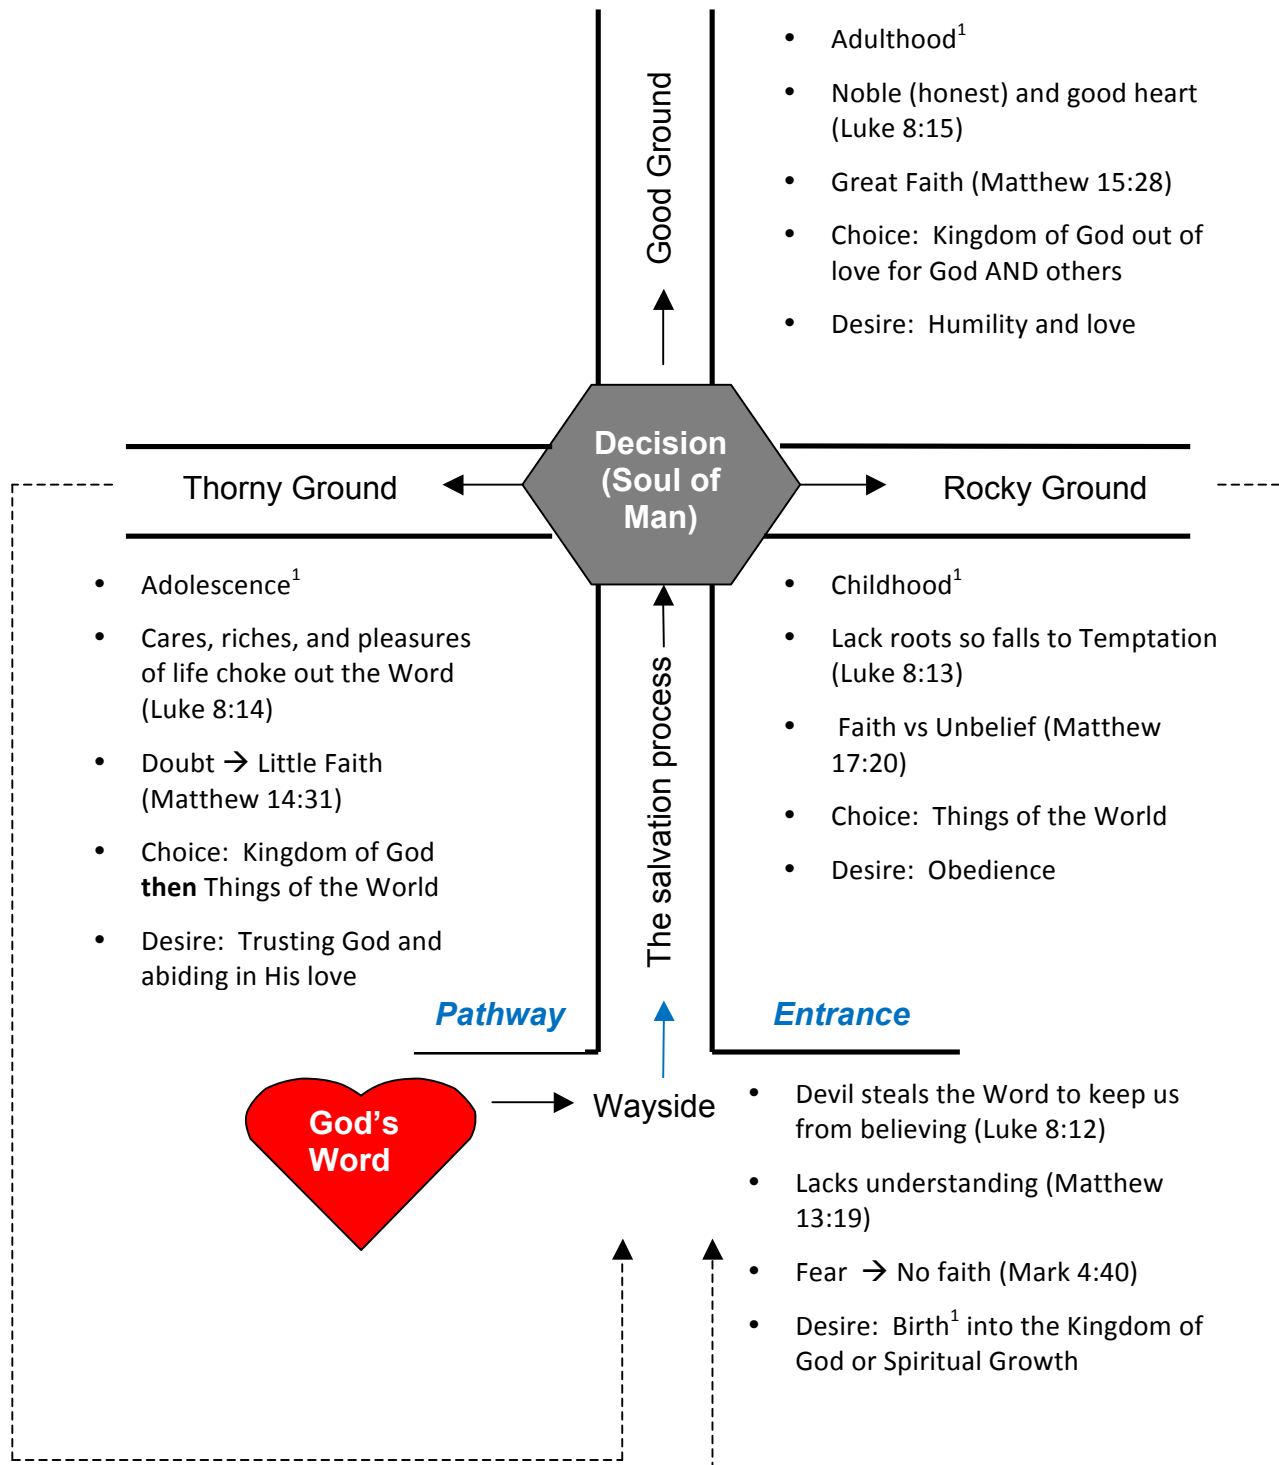 • Adulthood1
• Noble (honest) and good heart
(Luke 8:15)
• Great Faith (Matthew 15:28)
• Choice: Kingdom of God out of
love for God AND others
• Desire: Humility and love
Good Ground
Decision
(Soul of
Man)
Thorny Ground
Rocky Ground
• Adolescence1
• Cares, riches, and pleasures
of life choke out the Word
(Luke 8:14)
• Doubt → Little Faith
(Matthew 14:31)
• Choice: Kingdom of God
then Things of the World
• Desire: Trusting God and
abiding in His love
The salvation process
• Childhood1
• Lack roots so falls to Temptation
(Luke 8:13)
• Faith vs Unbelief (Matthew
17:20)
• Choice: Things of the World
• Desire: Obedience
Pathway
Entrance
God's
Word
Wayside
• Devil steals the Word to keep us
from believing (Luke 8:12)
• Lacks understanding (Matthew
13:19)
• Fear → No faith (Mark 4:40)
• Desire: Birth1 into the Kingdom of
God or Spiritual Growth